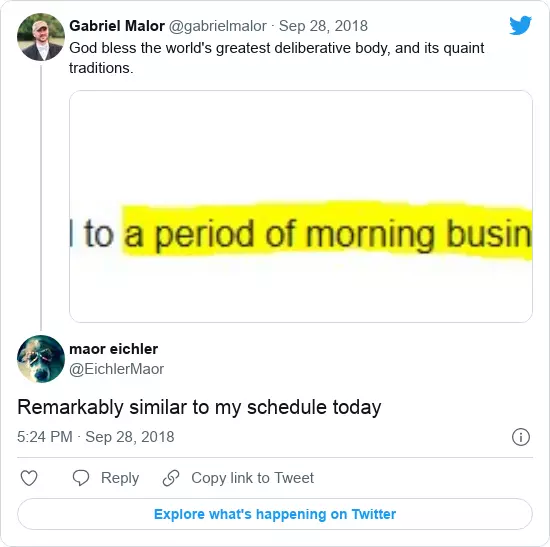 Gabriel Malor @gabrielmalor · Sep 28, 2018
God bless the world's greatest deliberative body, and its quaint
traditions.
to a period of morning busin
maor eichler
@EichlerMaor
Remarkably similar to my schedule today
5:24 PM · Sep 28, 2018
Reply Copy link to Tweet
Explore what's happening on Twitter